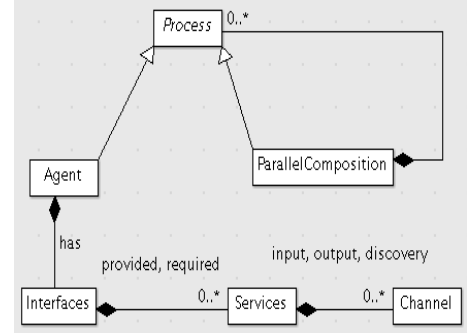 Process
0..*
ParallelComposition
Agent
has
provided, required
input, output, discovery
Interfaces
0..*
Services
0..*
Channel